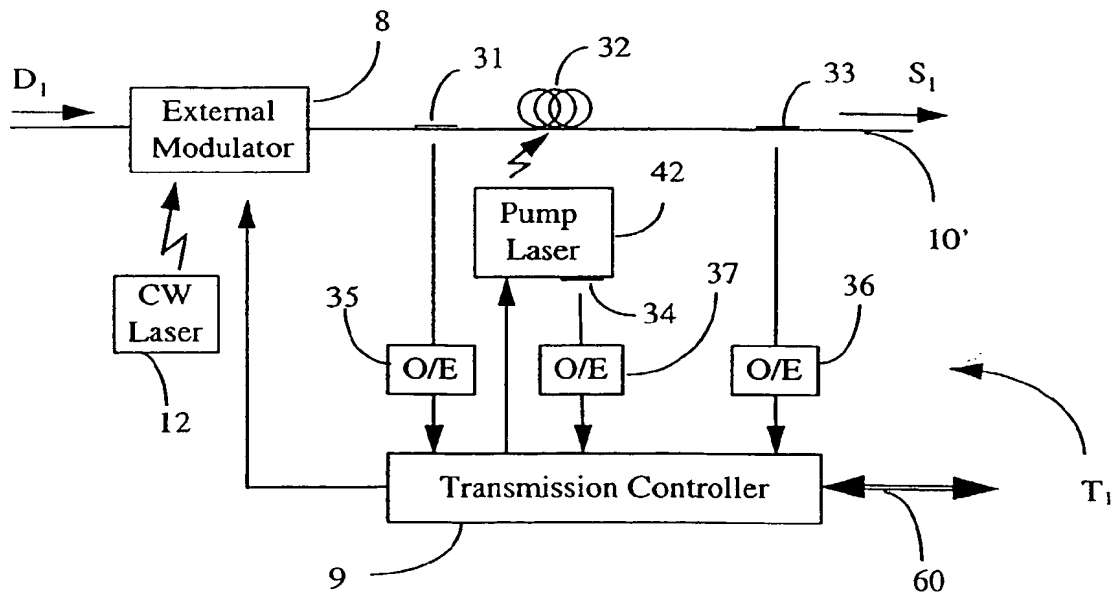 8
31
32
33
D1
S1
External
Modulator
42
Pump
Laser
10’
CW
Laser
35
34
37
36
O/E
O/E
O/E
12
Transmission Controller
T1
9
60